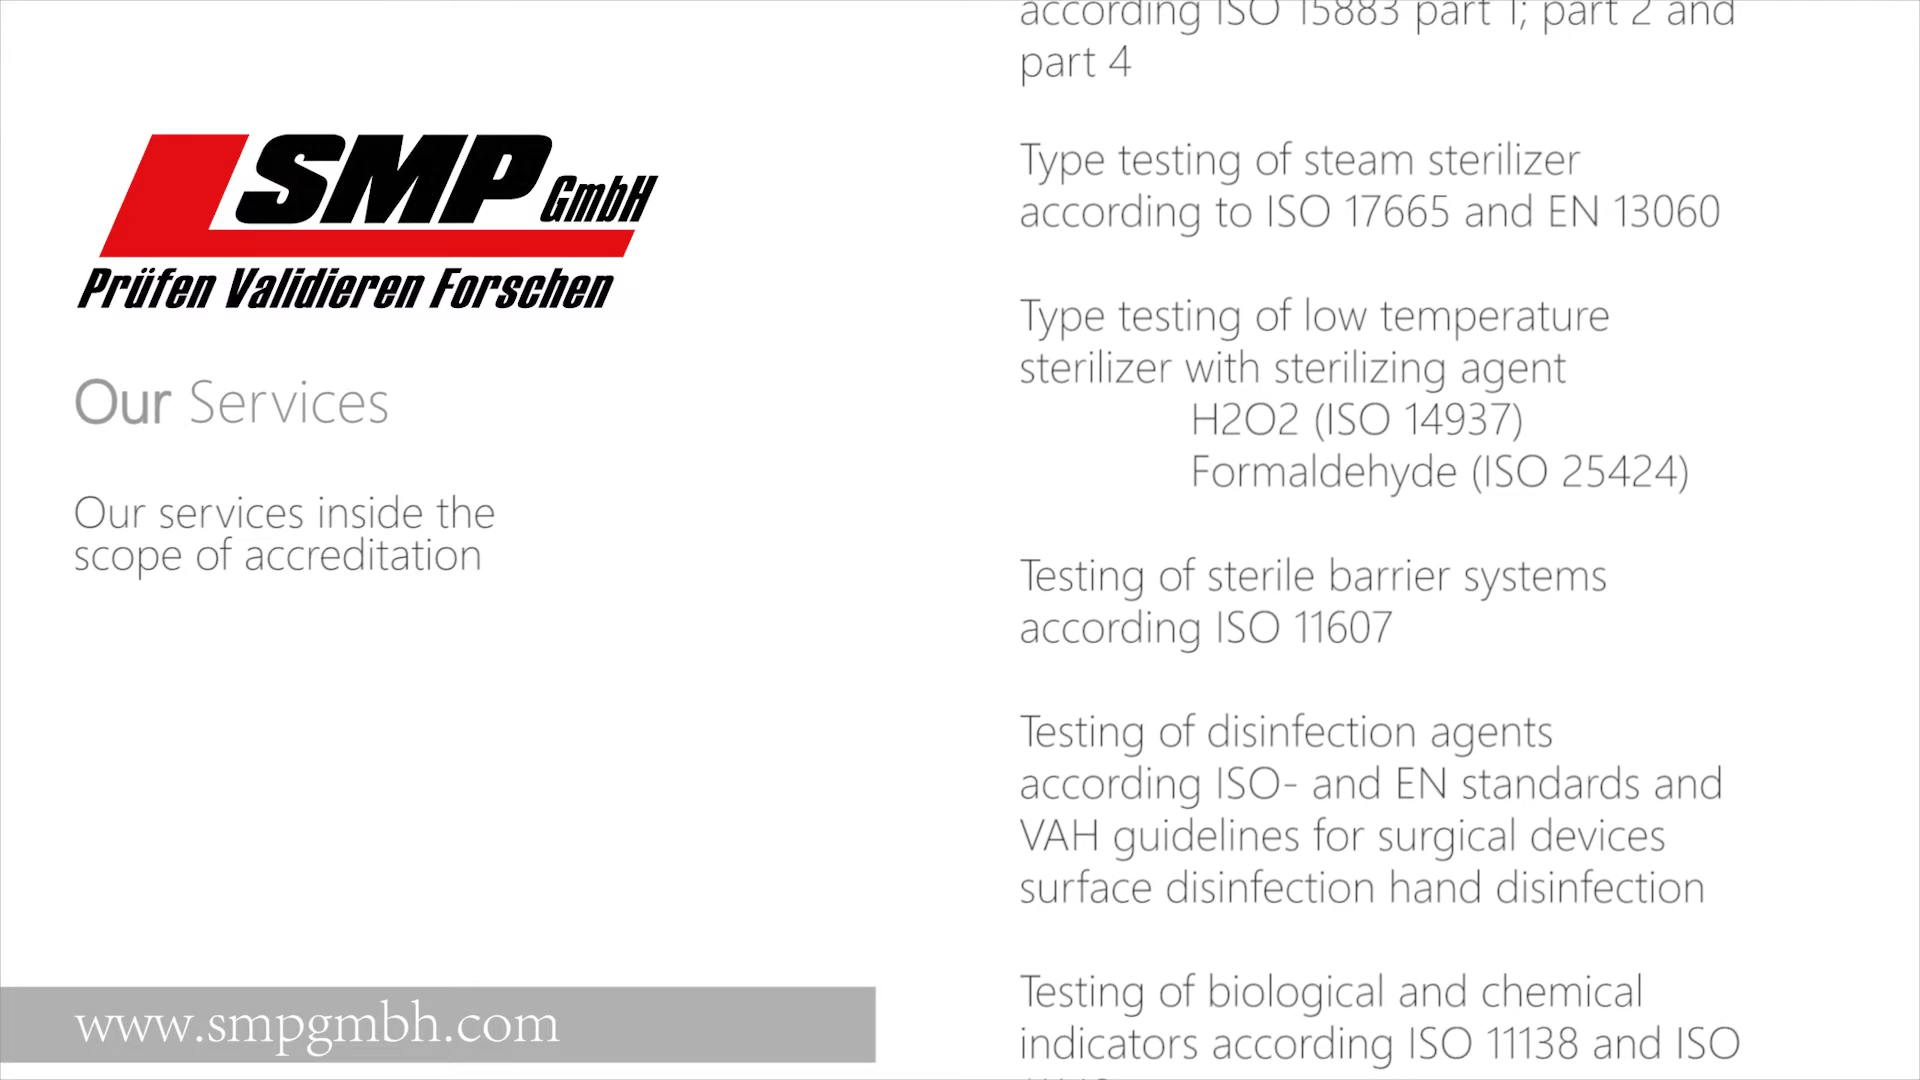 SMP GmbH
Prüfen Validieren Forschen
Our Services
Our services inside the
scope of accreditation
www.smpgmbh.com
according ISO 15883 part 1; part 2 and
part 4
Type testing of steam sterilizer
according to ISO 17665 and EN 13060
Type testing of low temperature
sterilizer with sterilizing agent
H2O2 (ISO 14937)
Formaldehyde (ISO 25424)
Testing of sterile barrier systems
according ISO 11607
Testing of disinfection agents
according ISO- and EN standards and
VAH guidelines for surgical devices
surface disinfection hand disinfection
Testing of biological and chemical
indicators according ISO 11138 and ISO